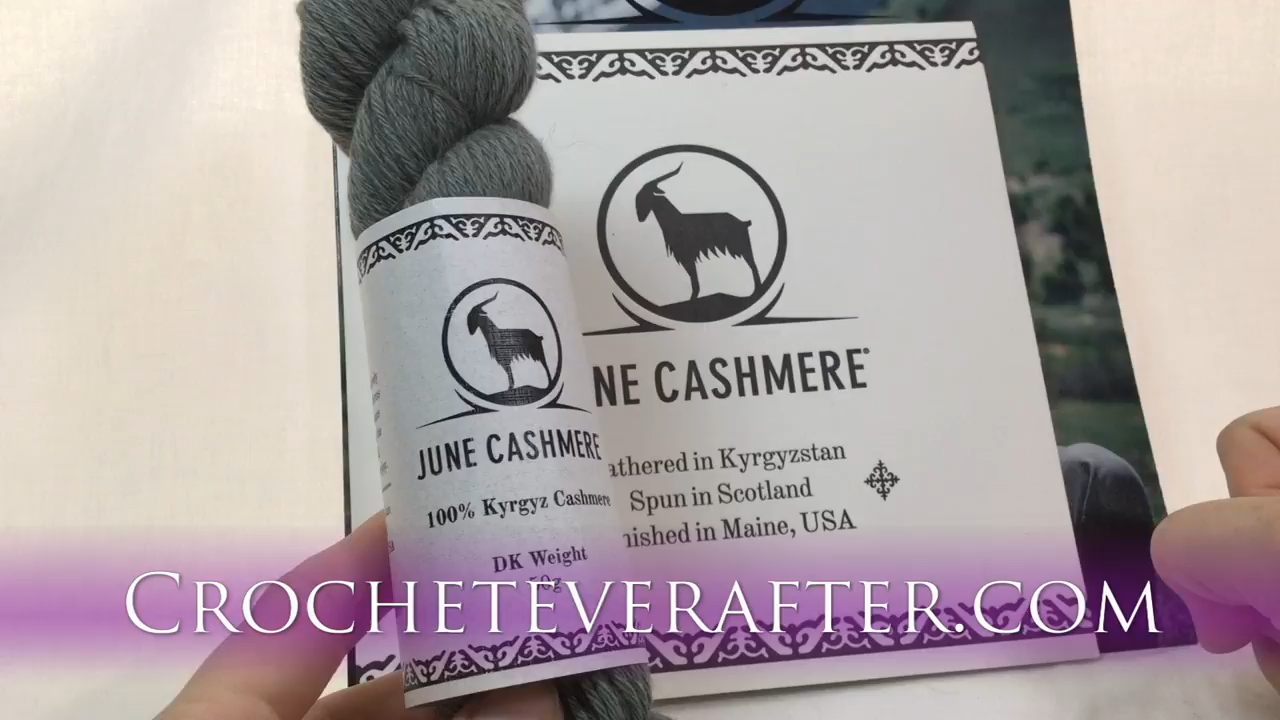 JUNE CASHMERE
100% Kyrgyz Cashmere
DK Weight
50g
NE CASHMERE®
athered in Kyrgyzstan
Spun in Scotland
nished in Maine, USA
CROCHETEVERAFTER.COM